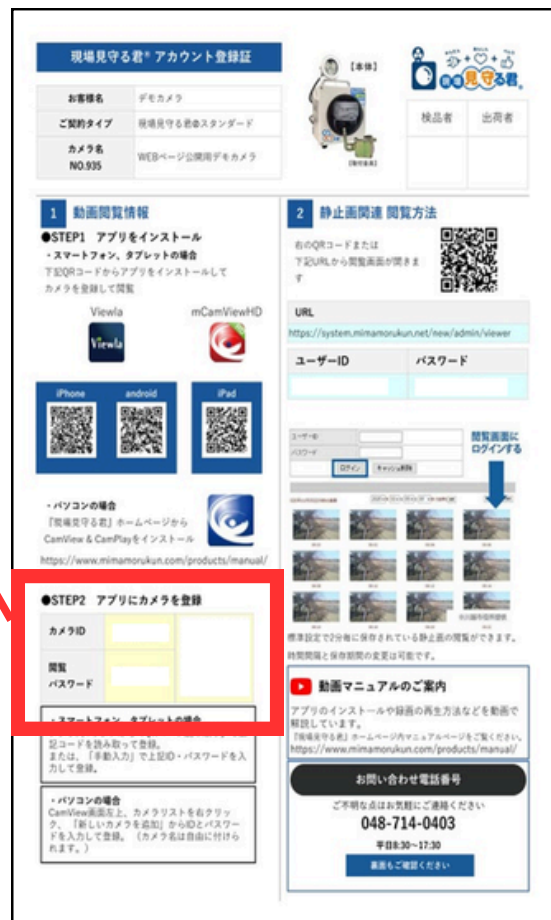 現場見守る君® アカウント登録証
お客様名 デモカメラ
ご契約タイプ 現場見守る君®スタンダード
カメラ名
NO.935
WEBページ公開用デモカメラ
【本体】
現場見守る君®
検品者 出荷者
1 動画閲覧情報
●STEP1 アプリをインストール
・スマートフォン、タブレットの場合
下記QRコードからアプリをインストールして
カメラを登録して閲覧
Viewla mCamViewHD
Viewla
iPhone android iPad
・パソコンの場合
『現場見守る君』ホームページから
CamView & CamPlayをインストール
https://www.mimamorukun.com/products/manual/
●STEP2 アプリにカメラを登録
カメラID
閲覧
パスワード
・スマートフォン、タブレットの場合
記コードを読み取って登録。
または、「手動入力」で上記ID・パスワードを入
力して登録。
・パソコンの場合
CamView画面左上、カメラリストを右クリッ
ク、「新しいカメラを追加」からIDとパスワー
ドを入力して登録。（カメラ名は自由に付けら
れます。）
2 静止画関連 閲覧方法
右のQRコードまたは
下記URLから閲覧画面が開きま
す
URL
https://system.mimamorukun.net/new/admin/viewer
ユーザーID パスワード
ユーザーID
パスワード
ログイン キャッシュ削除
閲覧画面に
ログインする
標準設定で2分毎に保存されている静止画の閲覧ができます。
時間間隔と保存期間の変更は可能です。
動画マニュアルのご案内
アプリのインストールや録画の再生方法などを動画で
解説しています。
『現場見守る君』ホームページ内マニュアルページをご覧ください。
https://www.mimamorukun.com/products/manual/
お問い合わせ電話番号
ご不明な点はお気軽にご連絡ください
048-714-0403
平日8:30〜17:30
裏面もご確認ください